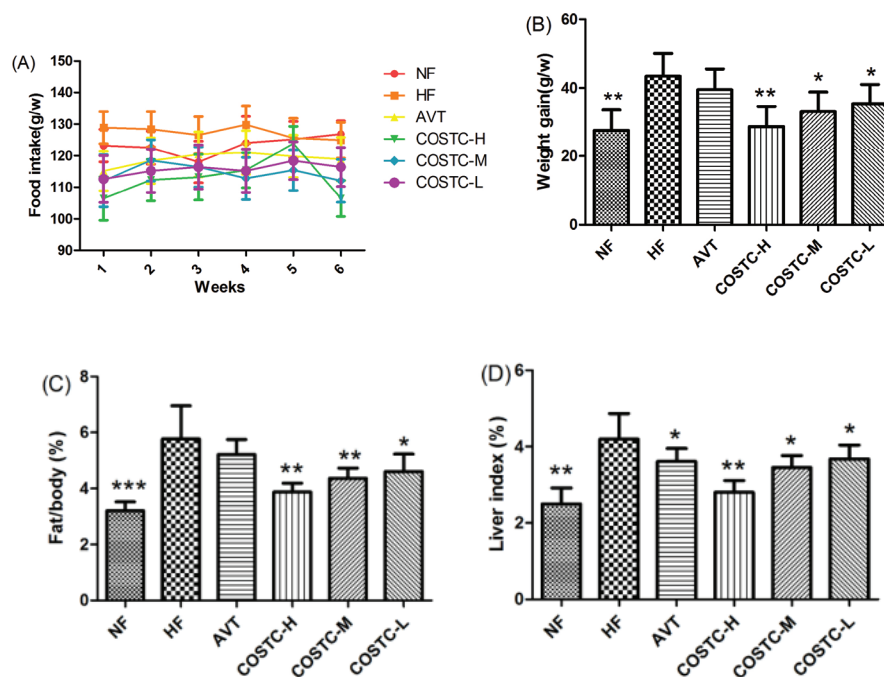 (A)
150
140
130
120
110
100
90
Food intake(g/w)
1 2 3 4 5 6
Weeks
NF
HF
AVT
COSTC-H
COSTC-M
COSTC-L
(B)
60
40
20
0
Weight gain(g/w)
** ** * *
NF HF AVT COSTC-H COSTC-M COSTC-L
(C)
8
6
4
2
0
Fat/body (%)
*** ** ** *
NF HF AVT COSTC-H COSTC-M COSTC-L
(D)
6
4
2
0
Liver index (%)
** * ** * *
NF HF AVT COSTC-H COSTC-M COSTC-L